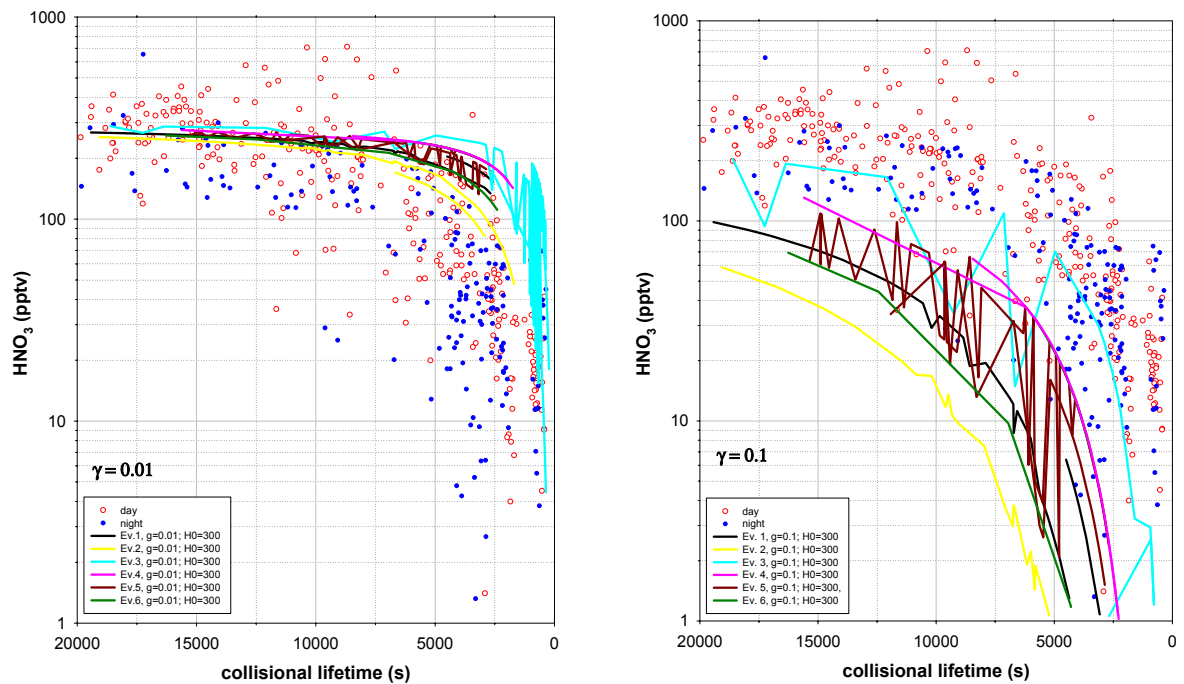 1000
100
10
1
HNO3 (pptv)
γ = 0.01
day
night
Ev.1, g=0.01; H0=300
Ev.2, g=0.01; H0=300
Ev.3, g=0.01; H0=300
Ev.4, g=0.01; H0=300
Ev.5, g=0.01; H0=300
Ev.6, g=0.01; H0=300
20000 15000 10000 5000 0
collisional lifetime (s)
1000
100
10
1
HNO3 (pptv)
γ = 0.1
day
night
Ev. 1, g=0.1; H0=300
Ev. 2, g=0.1; H0=300
Ev. 3, g=0.1; H0=300
Ev. 4, g=0.1; H0=300
Ev. 5, g=0.1; H0=300,
Ev. 6, g=0.1; H0=300
20000 15000 10000 5000 0
collisional lifetime (s)